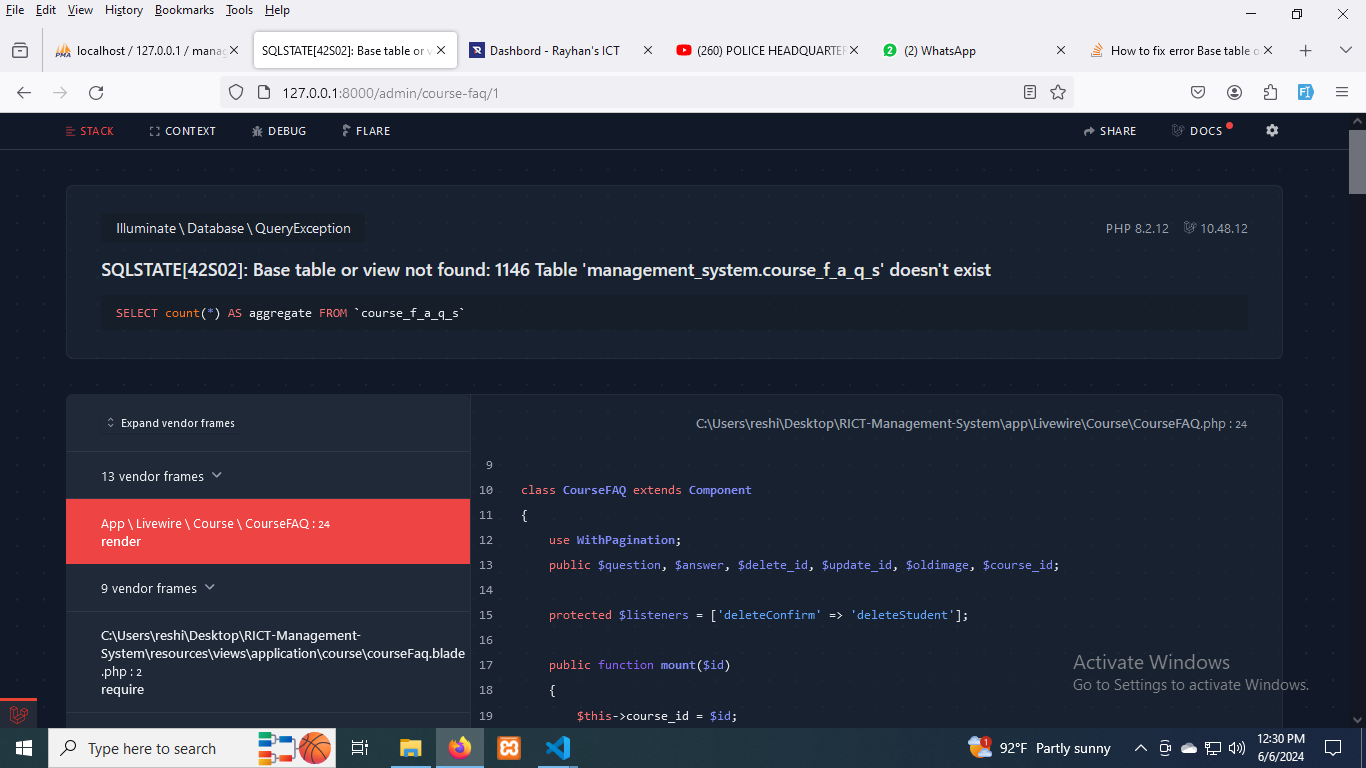 File Edit View History Bookmarks Tools Help
localhost / 127.0.0.1 / mana
SQLSTATE[42S02]: Base table or v
Dashbord - Rayhan's ICT
(260) POLICE HEADQUARTER
(2) WhatsApp
How to fix error Base table o
127.0.0.1:8000/admin/course-faq/1
STACK CONTEXT DEBUG FLARE SHARE DOCS
Illuminate \ Database \ QueryException
PHP 8.2.12 10.48.12
SQLSTATE[42S02]: Base table or view not found: 1146 Table 'management_system.course_f_a_q_s' doesn't exist
SELECT count(*) AS aggregate FROM `course_f_a_q_s`
Expand vendor frames
13 vendor frames
App \ Livewire \ Course \ CourseFAQ : 24
render
9 vendor frames
C:\Users\reshi\Desktop\RICT-Management-
System\resources\views\application\course\courseFaq.blade
.php : 2
require
C:\Users\reshi\Desktop\RICT-Management-System\app\Livewire\Course\CourseFAQ.php : 24
9
10 class CourseFAQ extends Component
11 {
12 use WithPagination;
13 public $question, $answer, $delete_id, $update_id, $oldimage, $course_id;
14
15 protected $listeners = ['deleteConfirm' => 'deleteStudent'];
16
17 public function mount($id)
18 {
19 $this->course_id = $id;
Activate Windows
Go to Settings to activate Windows.
Type here to search
1
92°F Partly sunny
12:30 PM
6/6/2024